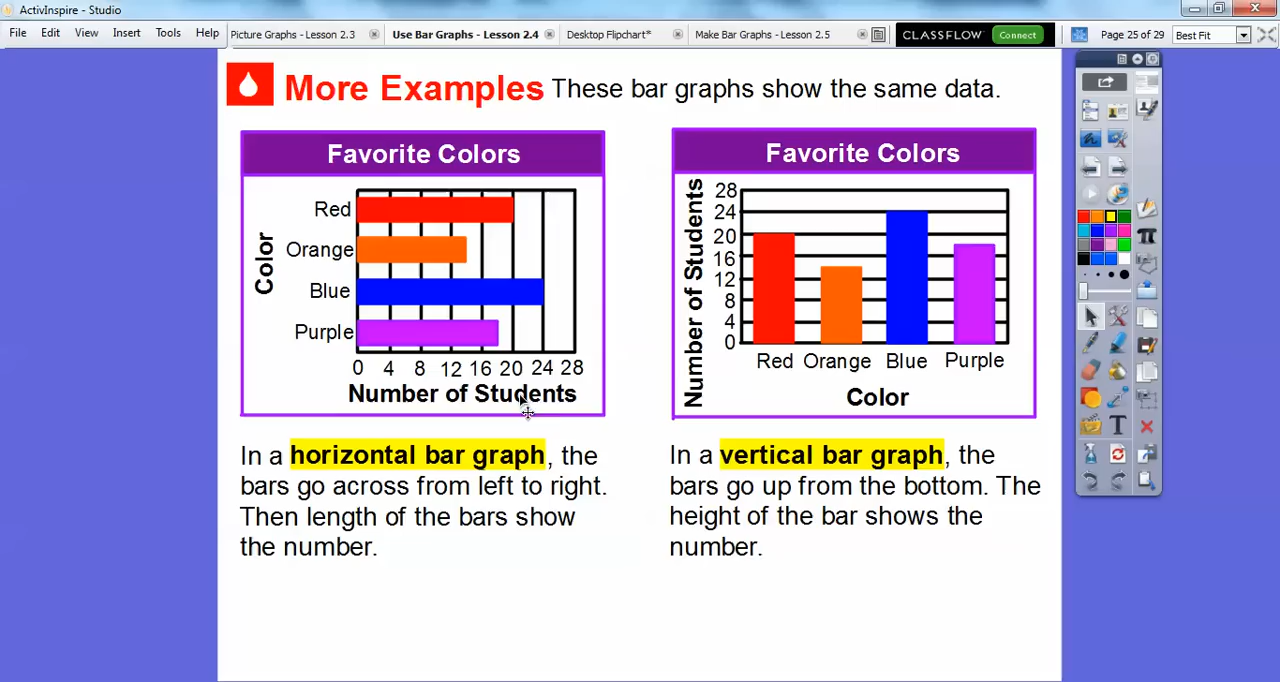 ActivInspire - Studio
File Edit View Insert Tools Help
Picture Graphs - Lesson 2.3 Use Bar Graphs - Lesson 2.4 Desktop Flipchart* Make Bar Graphs - Lesson 2.5
CLASSFLOW Connect
Page 25 of 29 Best Fit
More Examples These bar graphs show the same data.
Favorite Colors
Color
Red
Orange
Blue
Purple
0 4 8 12 16 20 24 28
Number of Students
In a horizontal bar graph, the
bars go across from left to right.
Then length of the bars show
the number.
Favorite Colors
Number of Students
28
24
20
16
12
8
4
0
Red Orange Blue Purple
Color
In a vertical bar graph, the
bars go up from the bottom. The
height of the bar shows the
number.